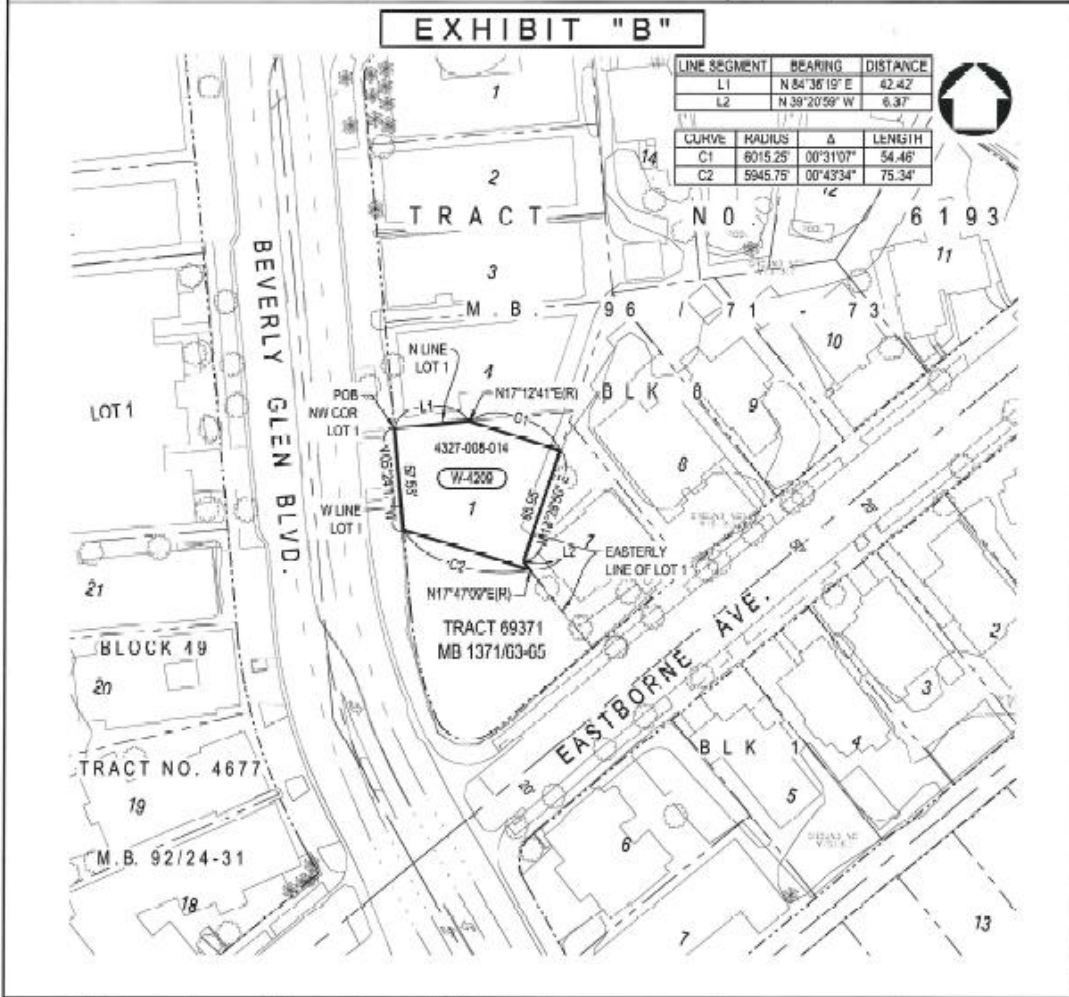 EXHIBIT "B"
LINE SEGMENT BEARING DISTANCE
L1 N 84°36'19" E 42.42'
L2 N 39°20'59" W 6.37'
CURVE RADIUS Δ LENGTH
C1 6015.25' 00°31'07" 54.46'
C2 5945.75' 00°43'34" 75.34'
1
14
2
12
TRACT NO. 6193
11
3
M.B. 96 / 71 - 73
10
BEVERLY GLEN BLVD.
N LINE
LOT 1
4
POB
NW COR
LOT 1
L1
N17°12'41"E(R)
C1
BLK 8
9
LOT 1
4327-008-014
W-4209
1
8
W LINE
LOT 1
C2
L2
7
EASTERLY
LINE OF LOT 1
N17°47'09"E(R)
21
TRACT 69371
MB 1371/63-65
EASTBORNE AVE.
BLOCK 49
20
2
3
BLK 1
4
TRACT NO. 4677
19
5
20'
M.B. 92/24-31
6
18
7
13